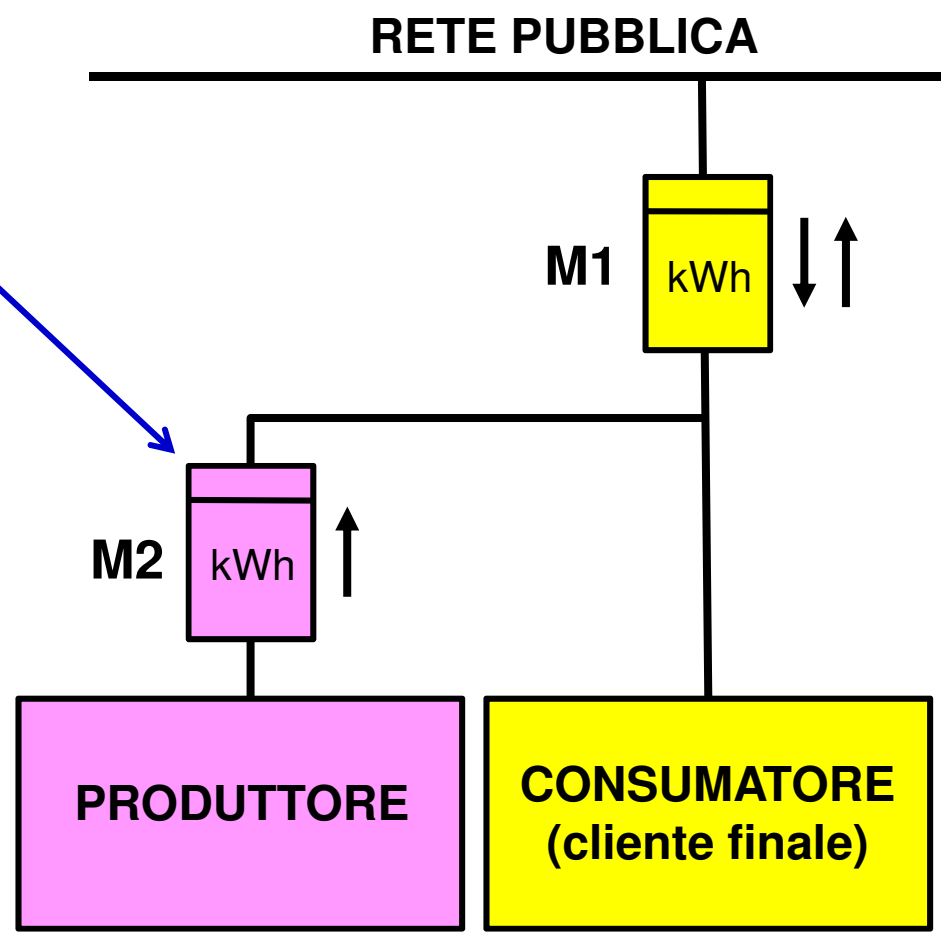 RETE PUBBLICA
M1
kWh
M2
kWh
PRODUTTORE
CONSUMATORE
(cliente finale)